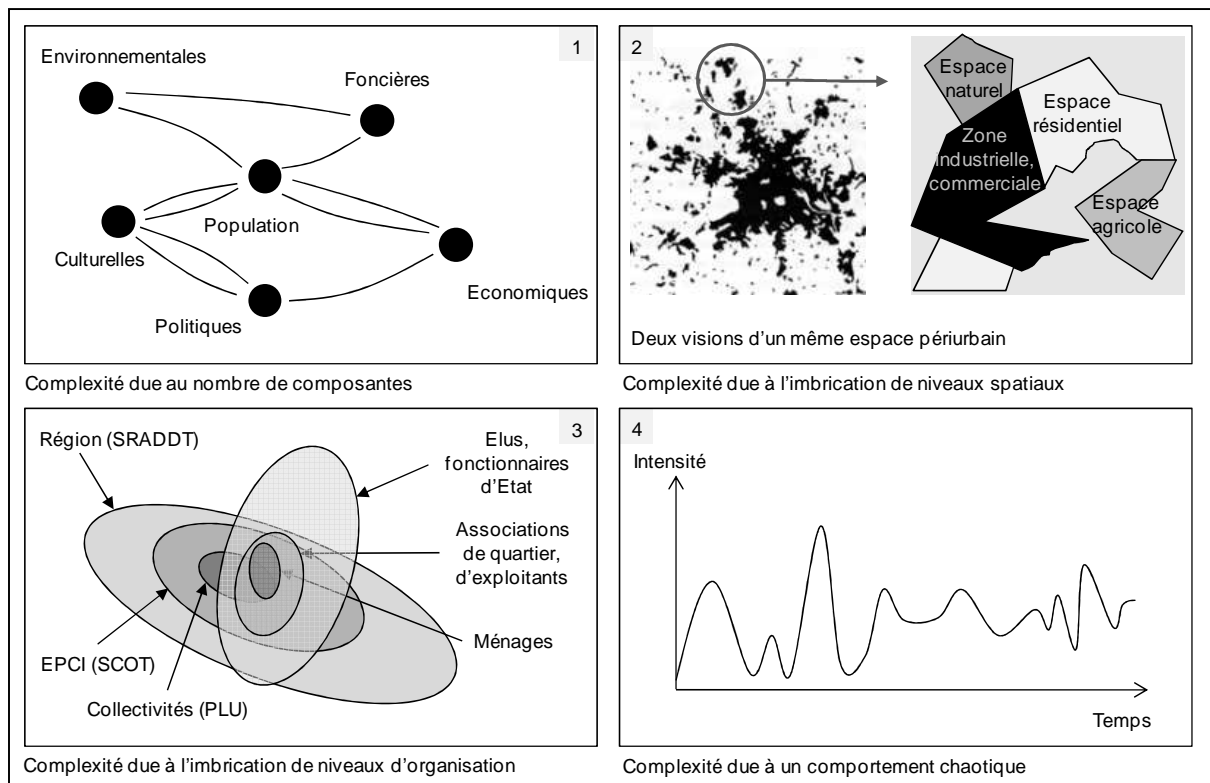 1
Environnementales
Foncières
Population
Culturelles
Economiques
Politiques
Complexité due au nombre de composantes
2
Espace
naturel
Espace
résidentiel
Zone
industrielle,
commerciale
Espace
agricole
Deux visions d’un même espace périurbain
Complexité due à l’imbrication de niveaux spatiaux
3
Région (SRADDT)
Elus,
fonctionnaires
d’Etat
Associations
de quartier,
d’exploitants
Ménages
EPCI (SCOT)
Collectivités (PLU)
Complexité due à l’imbrication de niveaux d’organisation
4
Intensité
Temps
Complexité due à un comportement chaotique